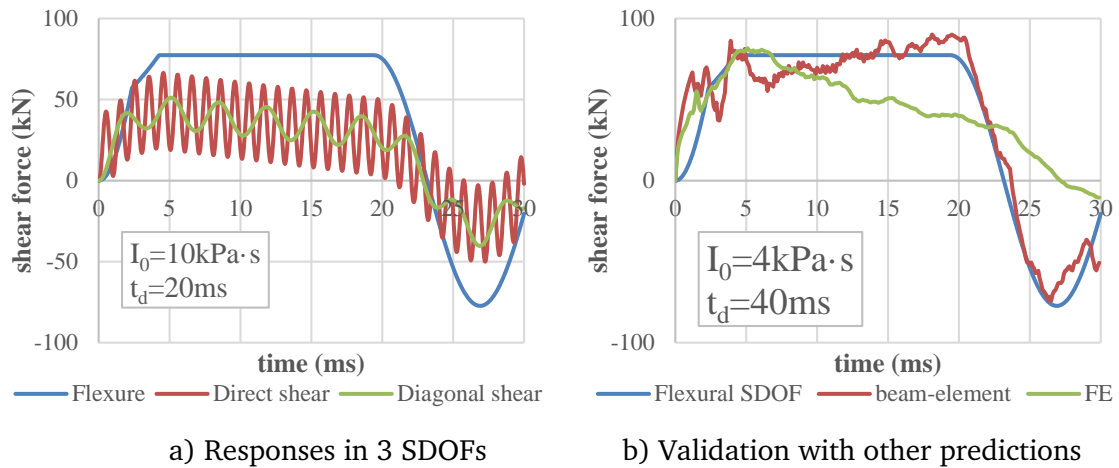 100
50
0
-50
-100
shear force (kN)
0 5 10 15 20 25 30
I₀=10kPa·s
t_d=20ms
time (ms)
Flexure Direct shear Diagonal shear
a) Responses in 3 SDOFs
100
50
0
-50
-100
shear force (kN)
0 5 10 15 20 25 30
I₀=4kPa·s
t_d=40ms
time (ms)
Flexural SDOF beam-element FE
b) Validation with other predictions